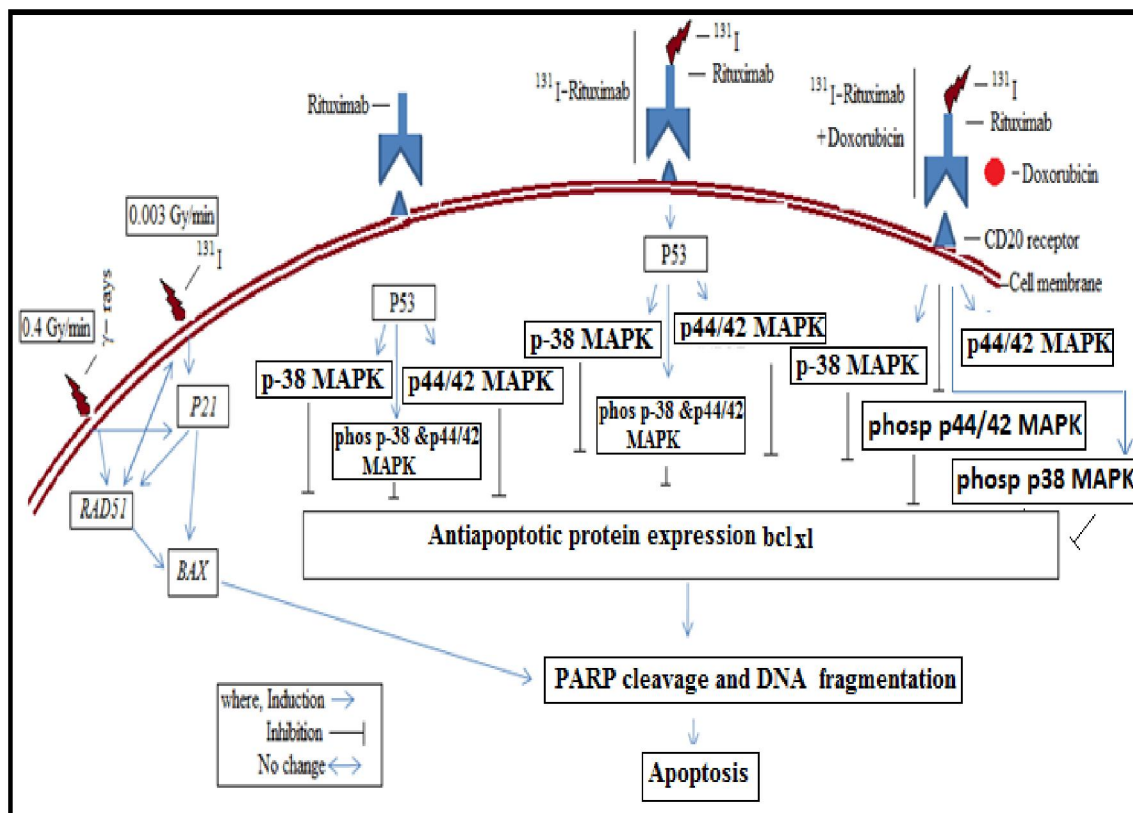 131I
131I
Rituximab
131I-Rituximab
131I-Rituximab
131I
Rituximab
Rituximab
+Doxorubicin
-Doxorubicin
0.003 Gy/min
131I
CD20 receptor
P53
Cell membrane
0.4 Gy/min
γ- rays
P53
p-38 MAPK
p44/42 MAPK
p44/42 MAPK
p-38 MAPK
p-38 MAPK
p44/42 MAPK
P21
phos p-38 &p44/42
MAPK
phosp p44/42 MAPK
phos p-38 &p44/42
MAPK
phosp p38 MAPK
RAD51
Antiapoptotic protein expression bcl xl
BAX
PARP cleavage and DNA fragmentation
where, Induction
Inhibition
No change
Apoptosis